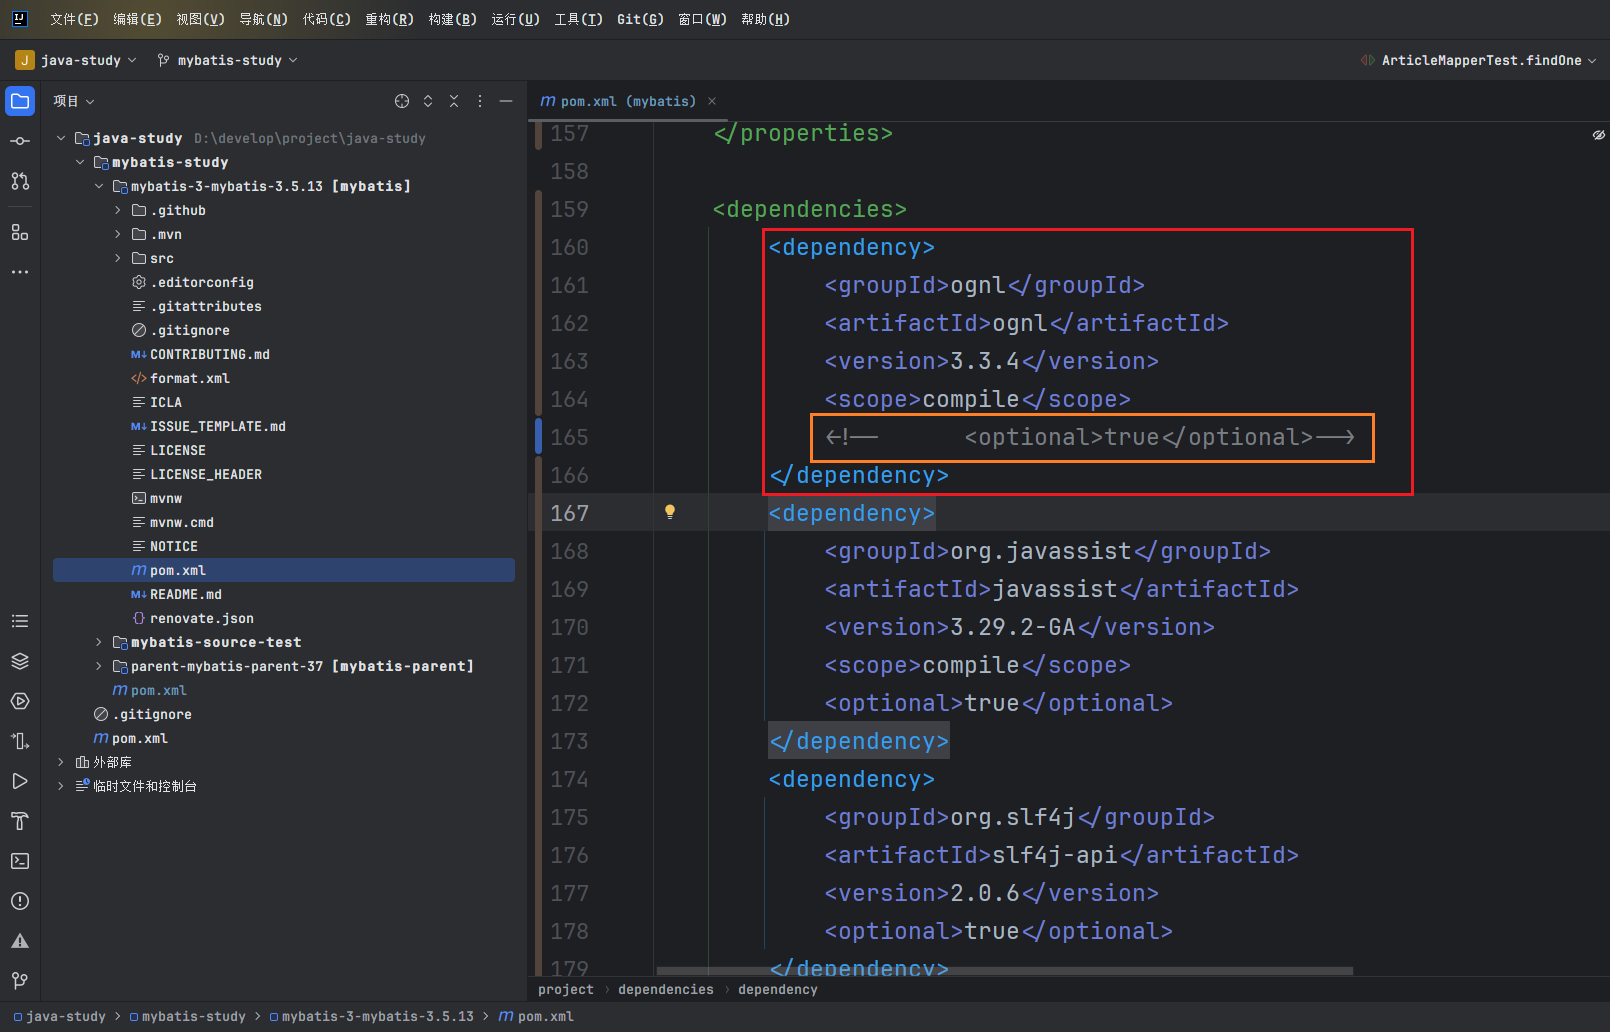 文件(F) 编辑(E) 视图(V) 导航(N) 代码(C) 重构(R) 构建(B) 运行(U) 工具(T) Git(G) 窗口(W) 帮助(H)
J java-study mybatis-study ArticleMapperTest.findOne
项目
java-study D:\develop\project\java-study
mybatis-study
mybatis-3-mybatis-3.5.13 [mybatis]
.github
.mvn
src
.editorconfig
.gitattributes
.gitignore
CONTRIBUTING.md
format.xml
ICLA
ISSUE_TEMPLATE.md
LICENSE
LICENSE_HEADER
mvnw
mvnw.cmd
NOTICE
pom.xml
README.md
renovate.json
mybatis-source-test
parent-mybatis-parent-37 [mybatis-parent]
pom.xml
.gitignore
pom.xml
外部库
临时文件和控制台
pom.xml (mybatis)
157 </properties>
158
159 <dependencies>
160 <dependency>
161 <groupId>ognl</groupId>
162 <artifactId>ognl</artifactId>
163 <version>3.3.4</version>
164 <scope>compile</scope>
165 <!-- <optional>true</optional>-->
166 </dependency>
167 <dependency>
168 <groupId>org.javassist</groupId>
169 <artifactId>javassist</artifactId>
170 <version>3.29.2-GA</version>
171 <scope>compile</scope>
172 <optional>true</optional>
173 </dependency>
174 <dependency>
175 <groupId>org.slf4j</groupId>
176 <artifactId>slf4j-api</artifactId>
177 <version>2.0.6</version>
178 <optional>true</optional>
179 </dependency>
project › dependencies › dependency
java-study > mybatis-study > mybatis-3-mybatis-3.5.13 > pom.xml